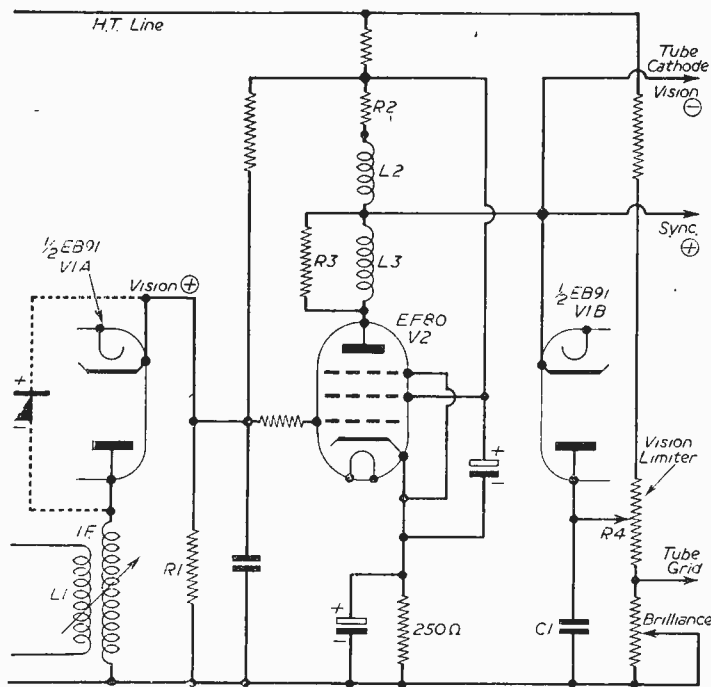 H.T. Line
Tube
Cathode
Vision
⊖
R2
L2
Sync.
⊕
R3
L3
½EB91
V1A
Vision ⊕
½EB91
V1B
EF80
V2
+
-
+
-
Vision
Limiter
R4
I.F.
L1
R1
Tube
Grid
+
-
250Ω
C1
Brilliance